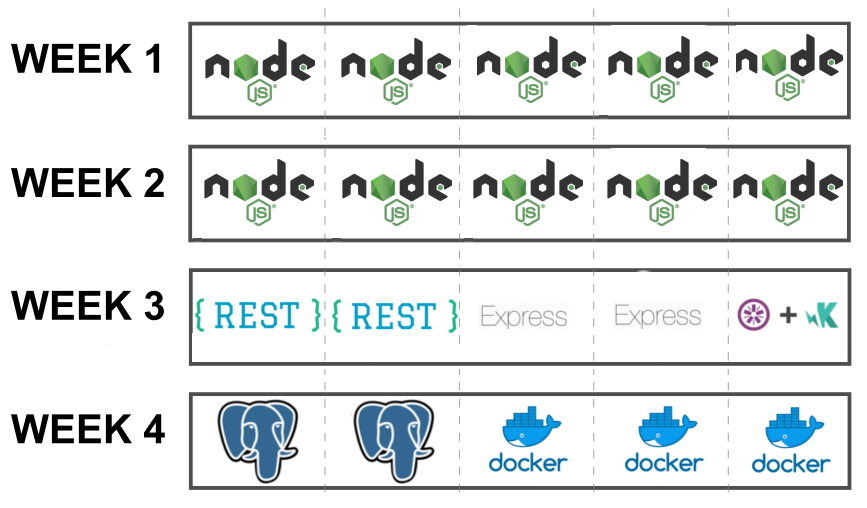 WEEK 1
node node node node node
JS JS JS JS JS
WEEK 2
node node node node node
JS JS JS JS JS
WEEK 3
{ REST } { REST } Express Express + K
WEEK 4
docker docker docker